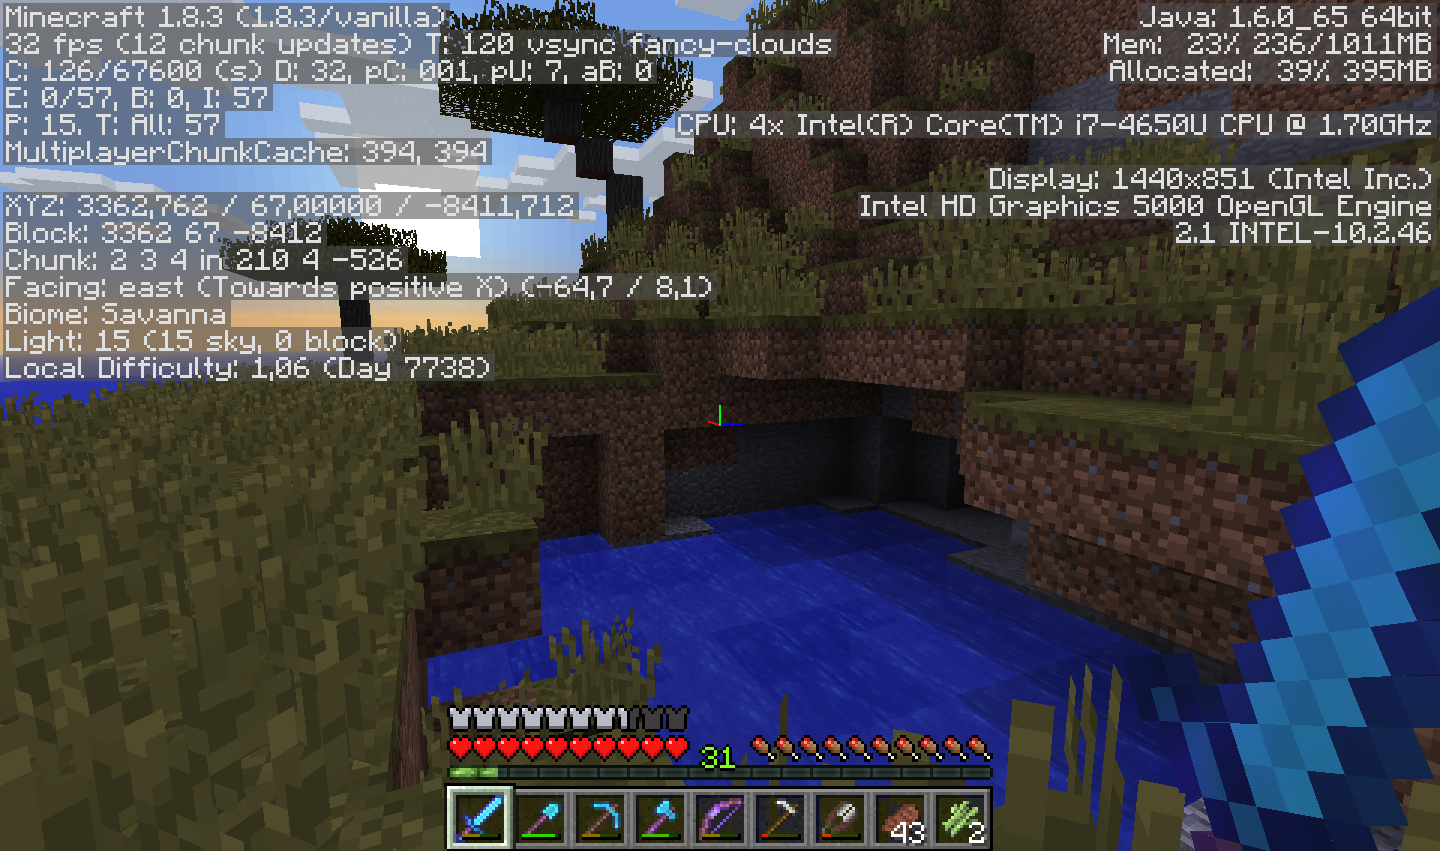 Minecraft 1.8.3 (1.8.3/vanilla)
32 fps (12 chunk updates) T: 120 vsync fancy-clouds
C: 126/67600 (s) D: 32, pC: 001, pU: 7, aB: 0
E: 0/57, B: 0, I: 57
P: 15. T: All: 57
MultiplayerChunkCache: 394, 394
XYZ: 3362,762 / 67,00000 / -8411,712
Block: 3362 67 -8412
Chunk: 2 3 4 in 210 4 -526
Facing: east (Towards positive X) (-64,7 / 8,1)
Biome: Savanna
Light: 15 (15 sky, 0 block)
Local Difficulty: 1,06 (Day 7738)
Java: 1.6.0_65 64bit
Mem: 23% 236/1011MB
Allocated: 39% 395MB
CPU: 4x Intel(R) Core(TM) i7-4650U CPU @ 1.70GHz
Display: 1440x851 (Intel Inc.)
Intel HD Graphics 5000 OpenGL Engine
2.1 INTEL-10.2.46
31
43
2